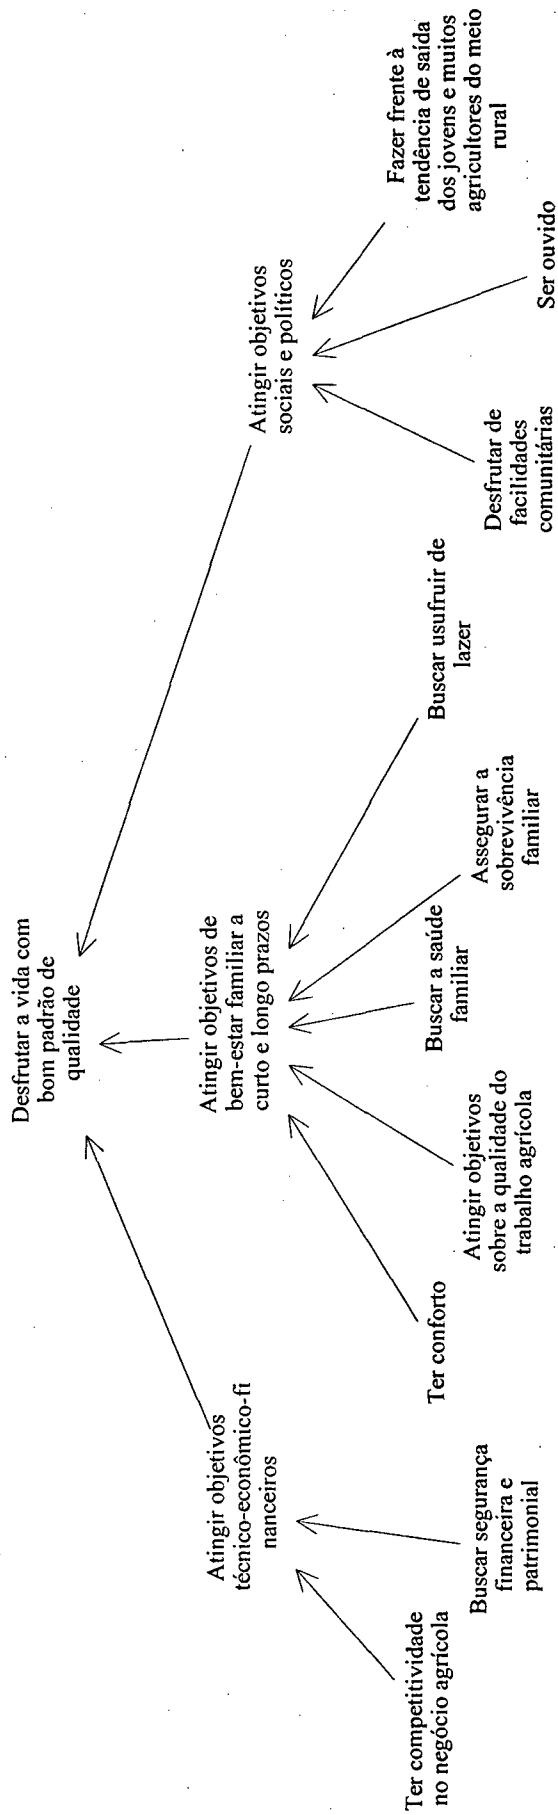 Desfrutar a vida com
bom padrão de
qualidade
Atingir objetivos
técnico-econômico-fi
nanceiros
Atingir objetivos de
bem-estar familiar a
curto e longo prazos
Atingir objetivos
sociais e políticos
Ter competitividade
no negócio agrícola
Buscar segurança
financeira e
patrimonial
Ter conforto
Atingir objetivos
sobre a qualidade do
trabalho agrícola
Buscar a saúde
familiar
Assegurar a
sobrevivência
familiar
Buscar usufruir de
lazer
Desfrutar de
facilidades
comunitárias
Ser ouvido
Fazer frente à
tendência de saída
dos jovens e muitos
agricultores do meio
rural